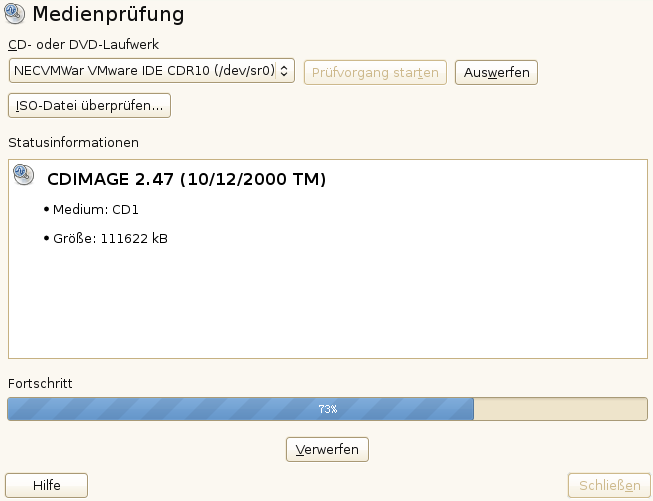 Medienprüfung
CD- oder DVD-Laufwerk
NECVMWar VMware IDE CDR10 (/dev/sr0) Prüfvorgang starten Auswerfen
ISO-Datei überprüfen...
Statusinformationen
CDIMAGE 2.47 (10/12/2000 TM)
• Medium: CD1
• Größe: 111622 kB
Fortschritt
73%
Verwerfen
Hilfe Schließen